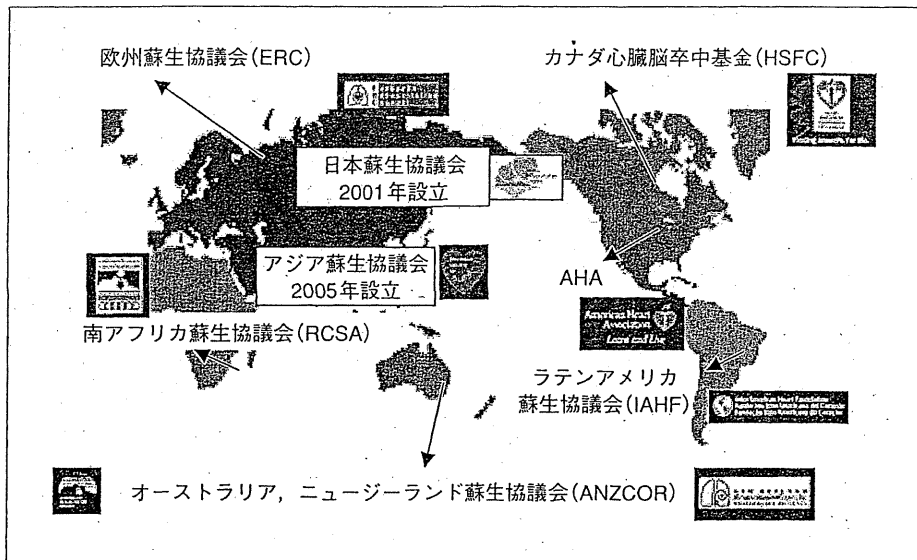 欧州蘇生協議会(ERC)
カナダ心臓脳卒中基金(HSFC)
日本蘇生協議会
2001年設立
アジア蘇生協議会
2005年設立
AHA
南アフリカ蘇生協議会(RCSA)
American Heart
Association
Learn and Live
ラテンアメリカ
蘇生協議会(IAHF)
オーストラリア，ニュージーランド蘇生協議会(ANZCOR)